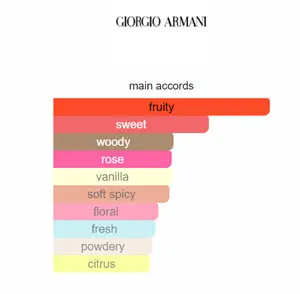 GIORGIO ARMANI
main accords
fruity
sweet
woody
rose
vanilla
soft spicy
floral
fresh
powdery
citrus